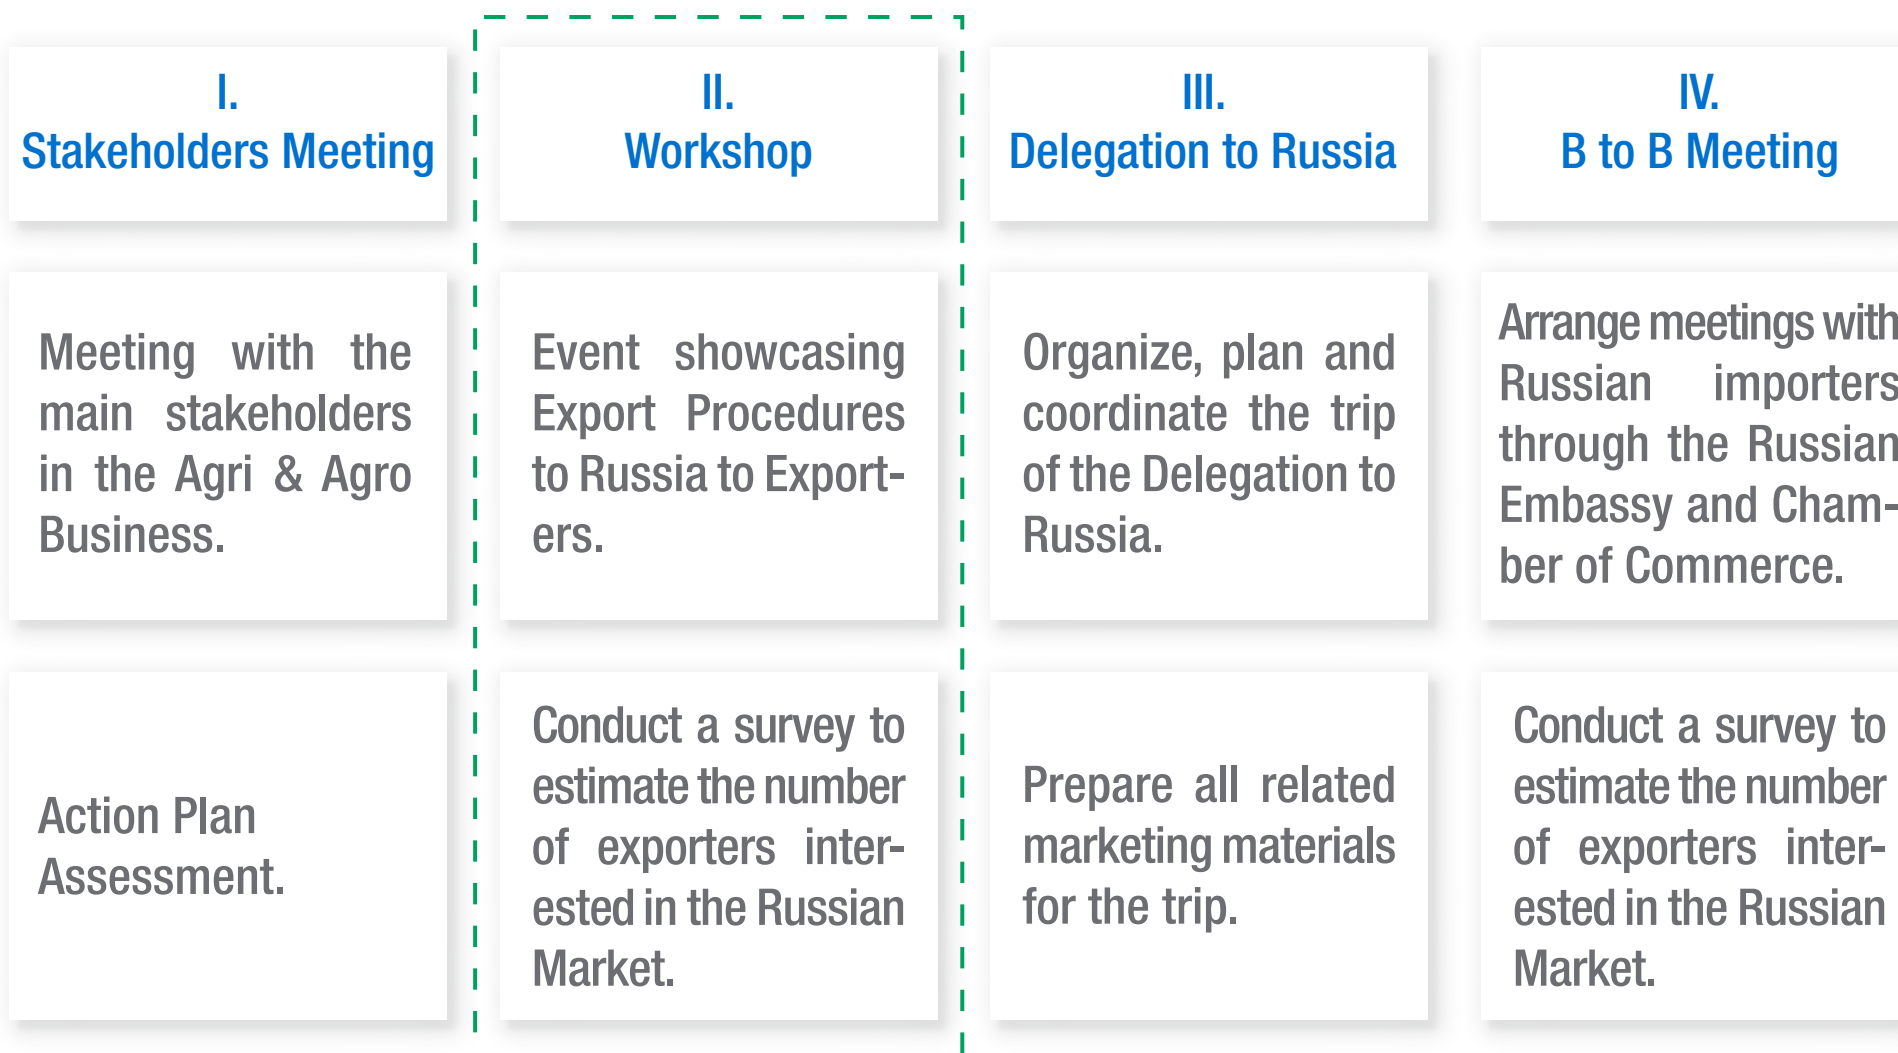 I.
Stakeholders Meeting
II.
Workshop
III.
Delegation to Russia
IV.
B to B Meeting
Meeting with the
main stakeholders
in the Agri & Agro
Business.
Event showcasing
Export Procedures
to Russia to Export-
ers.
Organize, plan and
coordinate the trip
of the Delegation to
Russia.
Arrange meetings with
Russian importers
through the Russian
Embassy and Cham-
ber of Commerce.
Action Plan
Assessment.
Conduct a survey to
estimate the number
of exporters inter-
ested in the Russian
Market.
Prepare all related
marketing materials
for the trip.
Conduct a survey to
estimate the number
of exporters inter-
ested in the Russian
Market.